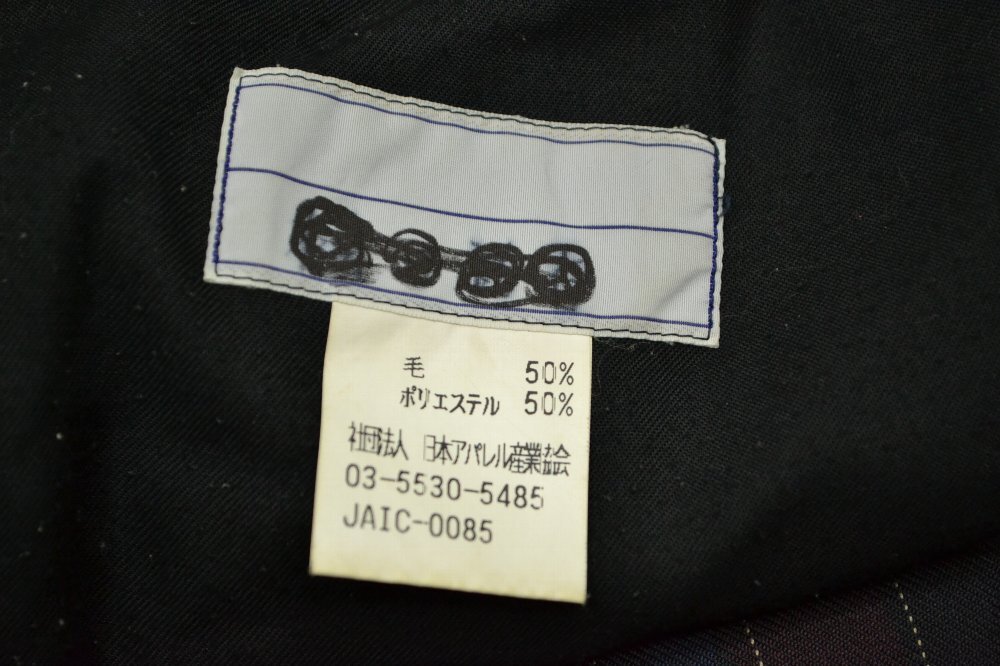 毛 50%
ポリエステル 50%
社団法人 日本アパレル産業協会
03-5530-5485
JAIC-0085